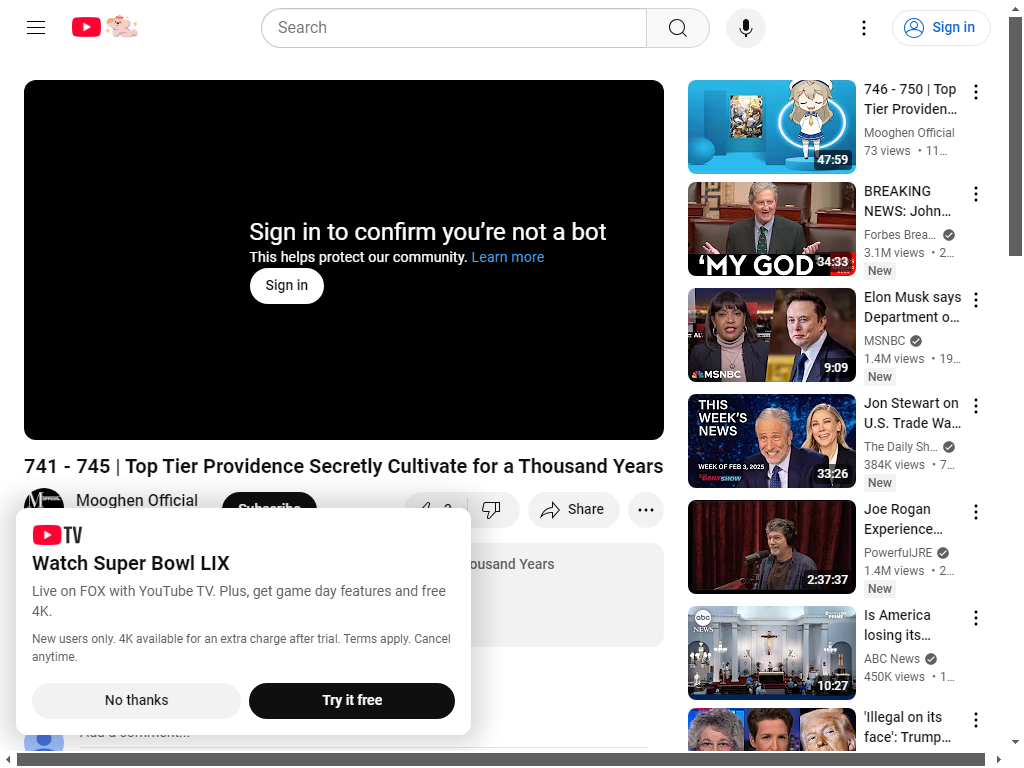 Search
Sign in
Sign in to confirm you're not a bot
This helps protect our community. Learn more
Sign in
741 - 745 | Top Tier Providence Secretly Cultivate for a Thousand Years
Mooghen Official
Subscribe
2
Share
ousand Years
TV
Watch Super Bowl LIX
Live on FOX with YouTube TV. Plus, get game day features and free
4K.
New users only. 4K available for an extra charge after trial. Terms apply. Cancel
anytime.
No thanks
Try it free
Add a comment...
47:59
746 - 750 | Top
Tier Providen...
Mooghen Official
73 views • 11...
'MY GOD'
34:33
BREAKING
NEWS: John...
Forbes Brea...
3.1M views • 2...
New
MSNBC
9:09
Elon Musk says
Department o...
MSNBC
1.4M views • 19...
New
THIS
WEEK'S
NEWS
WEEK OF FEB 3, 2025
33:26
Jon Stewart on
U.S. Trade Wa...
The Daily Sh...
384K views • 7...
New
2:37:37
Joe Rogan
Experience...
PowerfulJRE
1.4M views • 2...
New
abc
NEWS
10:27
Is America
losing its...
ABC News
450K views • 1...
'Illegal on its
face': Trump...